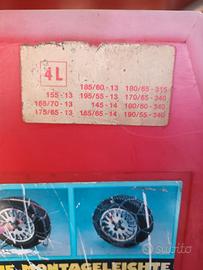 4L
185/60 - 13 180/65 - 315
155 - 13 195/55 - 13 170/65 - 340
165/70 - 13 145 - 14 180/60 - 340
175/65 - 13 165/65 - 14 190/55 - 340
MONTAGELEICHTE
Subito